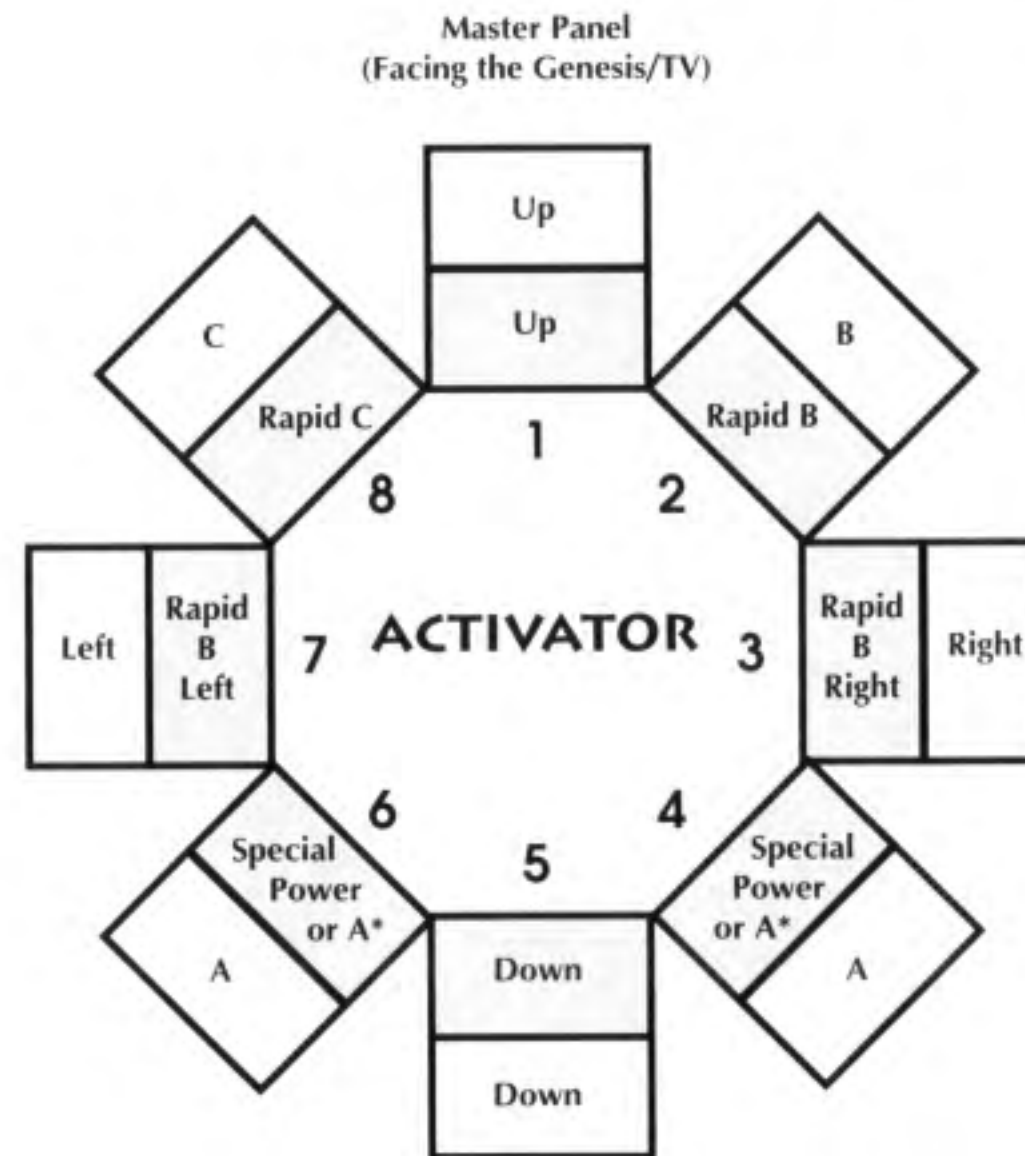 Master Panel
(Facing the Genesis/TV)
Up
Up
C
Rapid C
B
Rapid B
1
8
2
Left
Rapid
B
Left
7
ACTIVATOR
3
Rapid
B
Right
Right
6
4
5
Special
Power
or A*
A
Special
Power
or A*
A
Down
Down